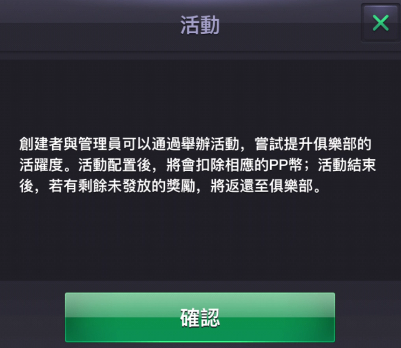 活動
創建者與管理員可以通過舉辦活動，嘗試提升俱樂部的
活躍度。活動配置後，將會扣除相應的PP幣；活動結束
後，若有剩餘未發放的獎勵，將返還至俱樂部。
確認